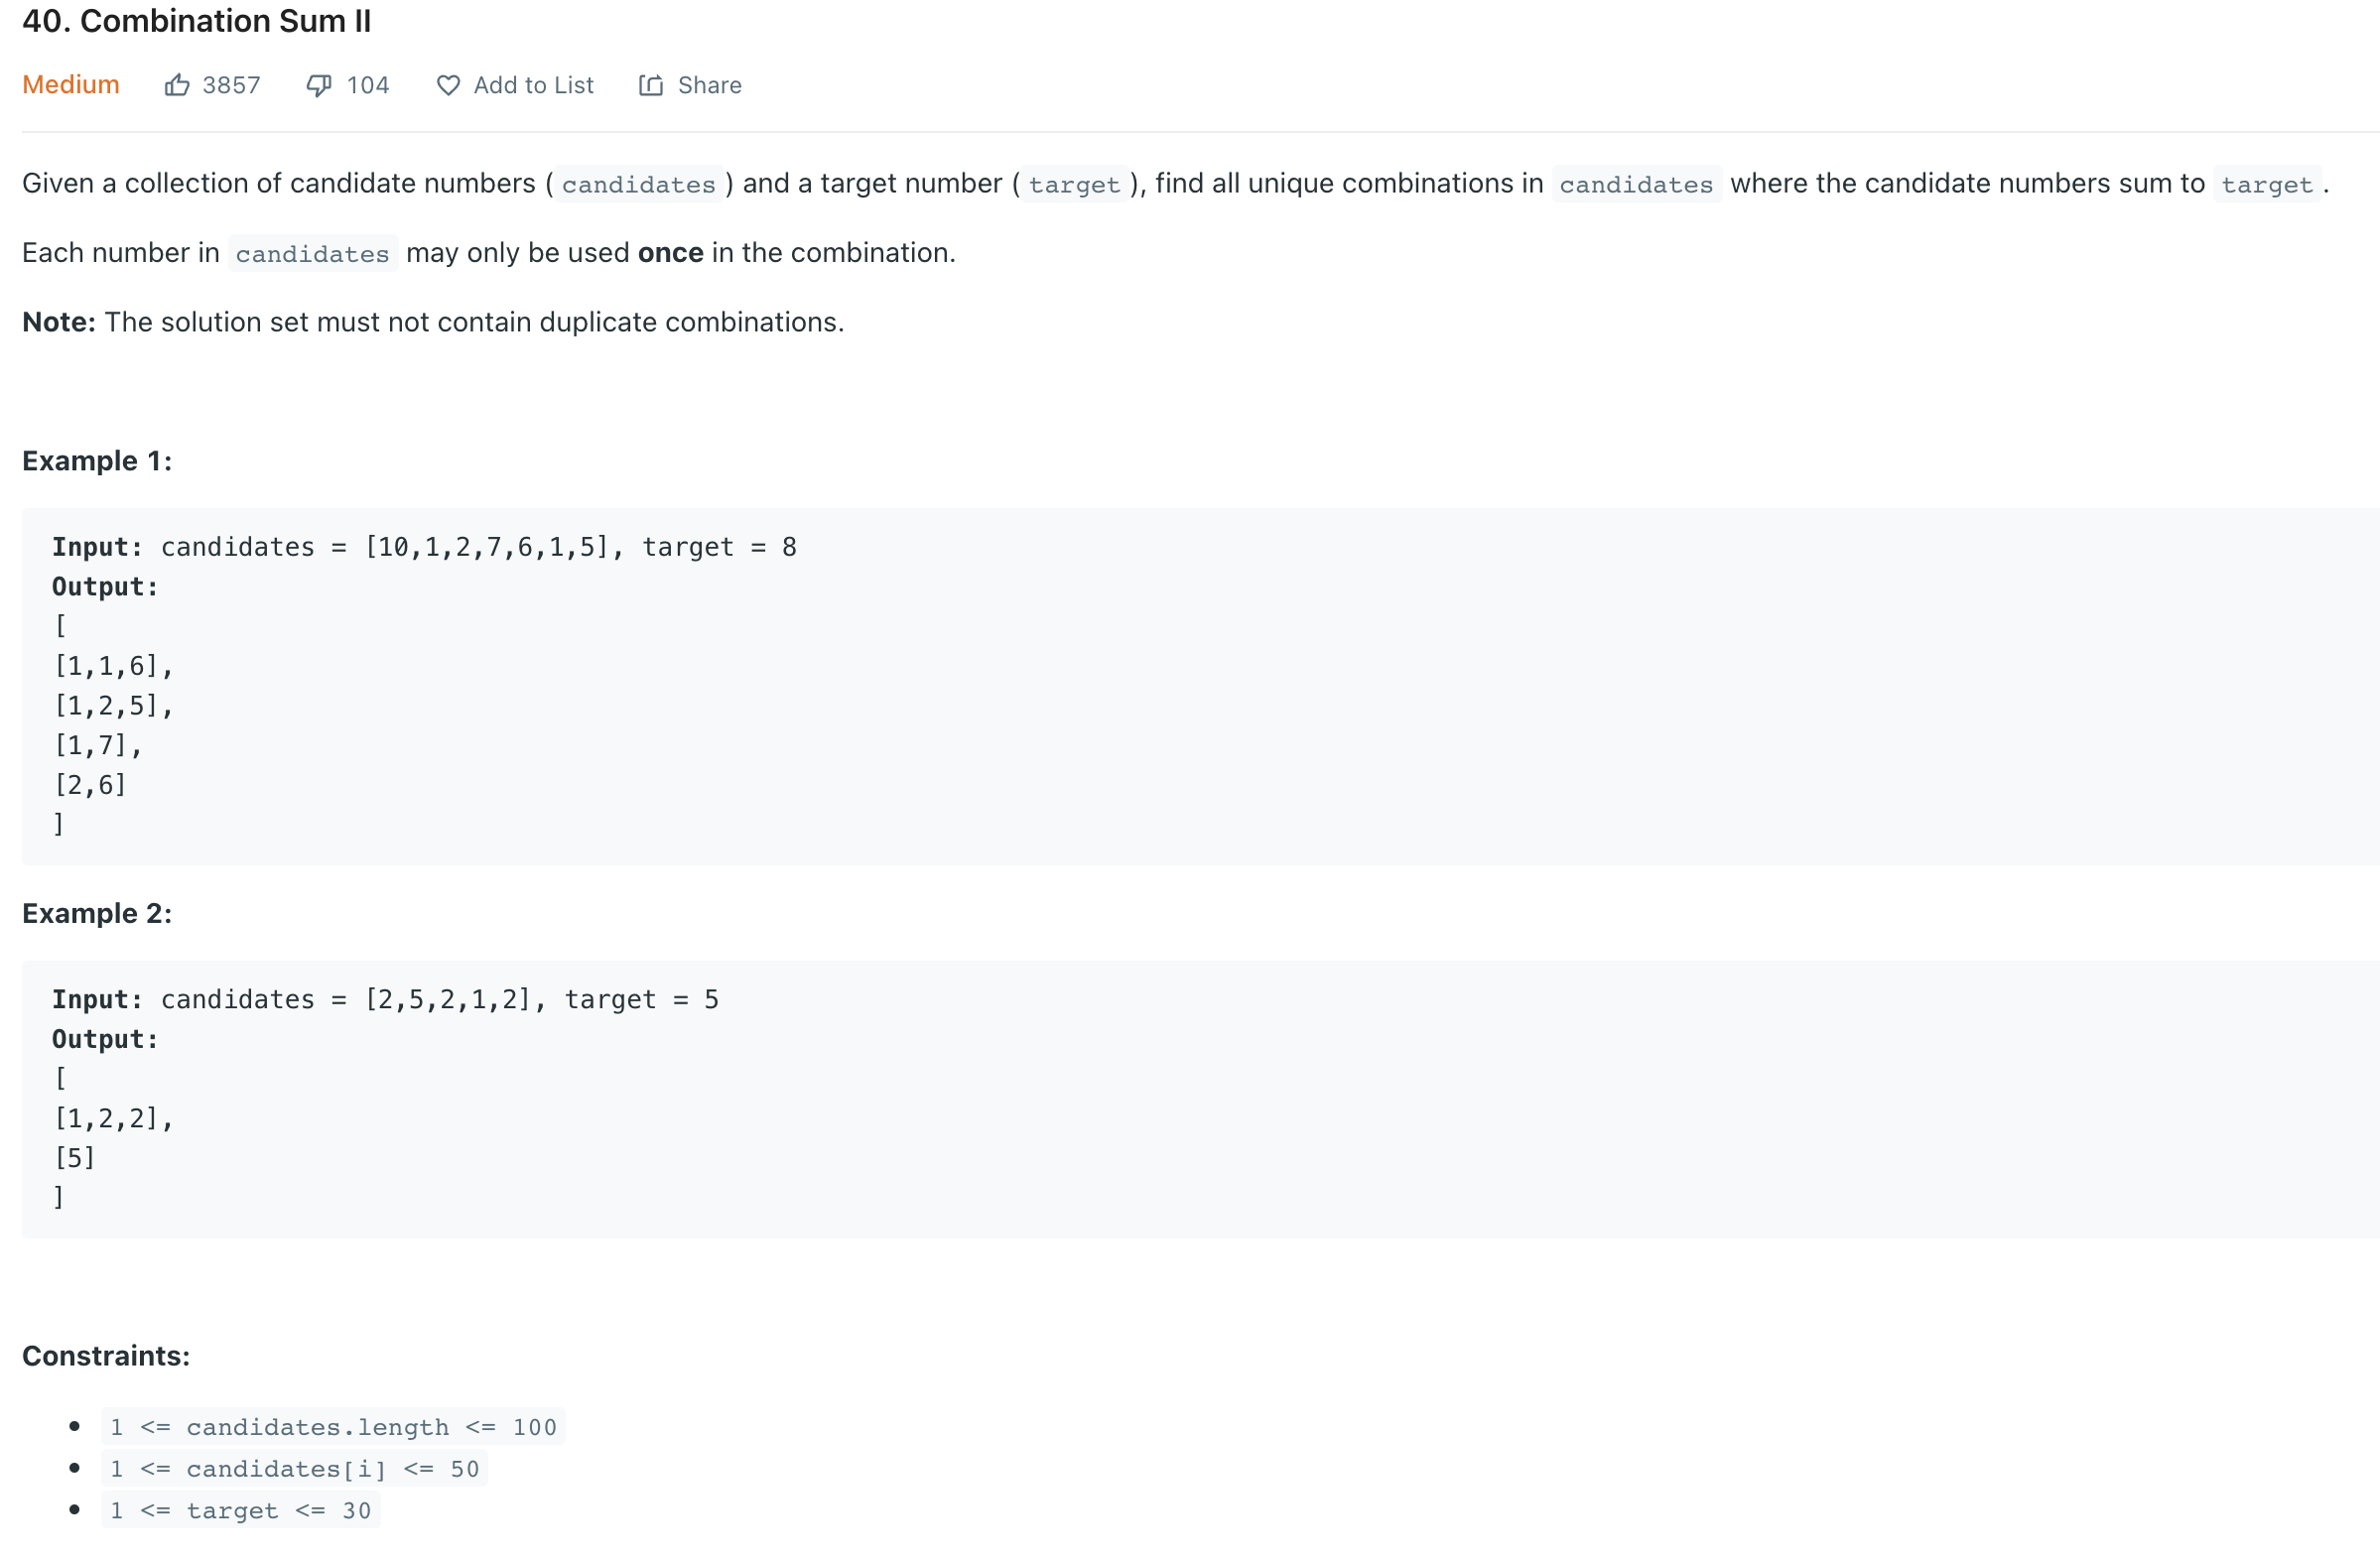 40. Combination Sum II
Medium 3857 104 Add to List Share
Given a collection of candidate numbers ( candidates ) and a target number ( target ), find all unique combinations in candidates where the candidate numbers sum to target .
Each number in candidates may only be used once in the combination.
Note: The solution set must not contain duplicate combinations.
Example 1:
Input: candidates = [10,1,2,7,6,1,5], target = 8
Output:
[
[1,1,6],
[1,2,5],
[1,7],
[2,6]
]
Example 2:
Input: candidates = [2,5,2,1,2], target = 5
Output:
[
[1,2,2],
[5]
]
Constraints:
1 <= candidates.length <= 100
1 <= candidates[i] <= 50
1 <= target <= 30